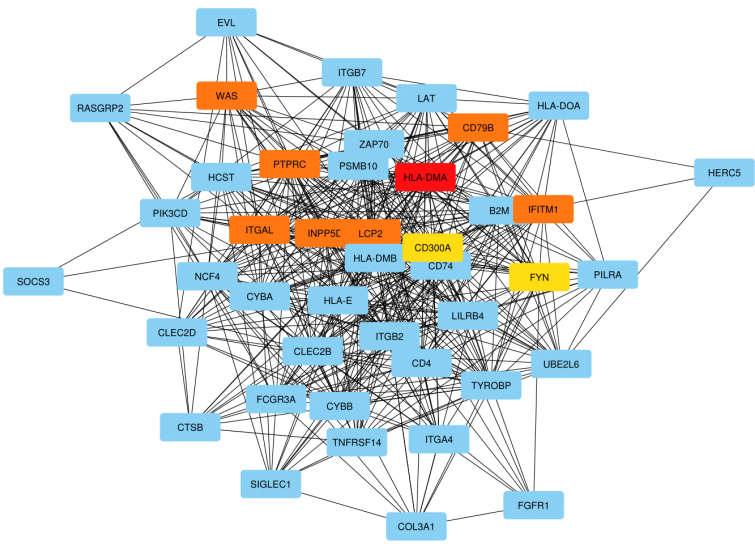 EVL
ITGB7
WAS
LAT
RASGRP2
HLA-DOA
CD79B
ZAP70
PTPRC
PSMB10
HERC5
HCST
HLA-DMA
PIK3CD
B2M
IFITM1
ITGAL
INPP5D
LCP2
CD300A
HLA-DMB
CD74
SOCS3
NCF4
FYN
PILRA
CYBA
HLA-E
LILRB4
CLEC2D
ITGB2
CLEC2B
CD4
UBE2L6
TYROBP
FCGR3A
CYBB
CTSB
TNFRSF14
ITGA4
SIGLEC1
FGFR1
COL3A1